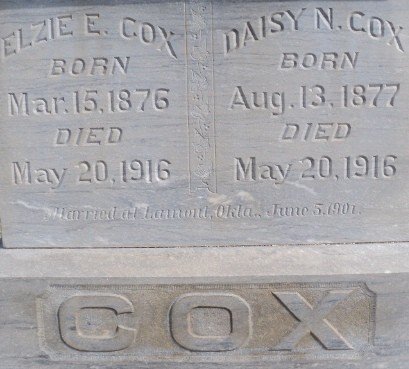 ELZIE E. COX
BORN
Mar. 15, 1876
DIED
May 20, 1916
DAISY N. COX
BORN
Aug. 13, 1877
DIED
May 20, 1916
Married at Lamont, Okla., June 5, 1901.
COX